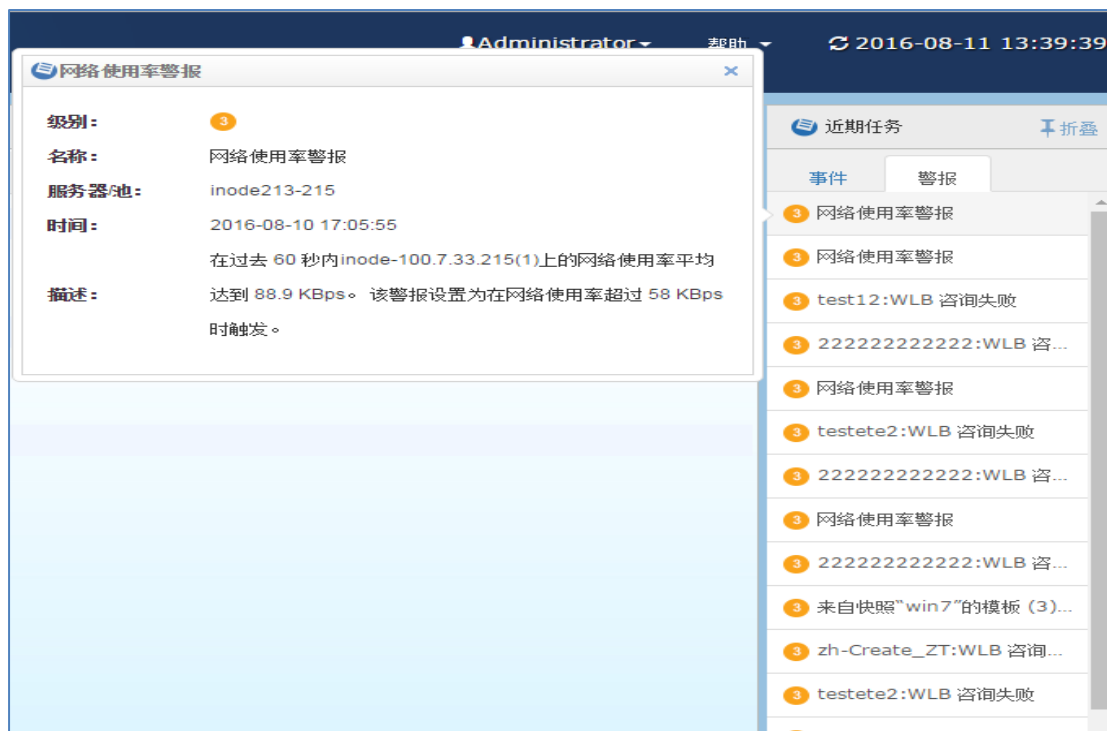 Administrator 帮助 2016-08-11 13:39:39
网络使用率警报 ×
级别： 3
名称： 网络使用率警报
服务器/池： inode213-215
时间： 2016-08-10 17:05:55
描述： 在过去 60 秒内inode-100.7.33.215(1)上的网络使用率平均
达到 88.9 KBps。该警报设置为在网络使用率超过 58 KBps
时触发。
近期任务 折叠
事件 警报
3 网络使用率警报
3 网络使用率警报
3 test12:WLB 咨询失败
3 222222222222:WLB 咨...
3 网络使用率警报
3 testete2:WLB 咨询失败
3 222222222222:WLB 咨...
3 网络使用率警报
3 222222222222:WLB 咨...
3 来自快照“win7”的模板 (3)...
3 zh-Create_ZT:WLB 咨询...
3 testete2:WLB 咨询失败